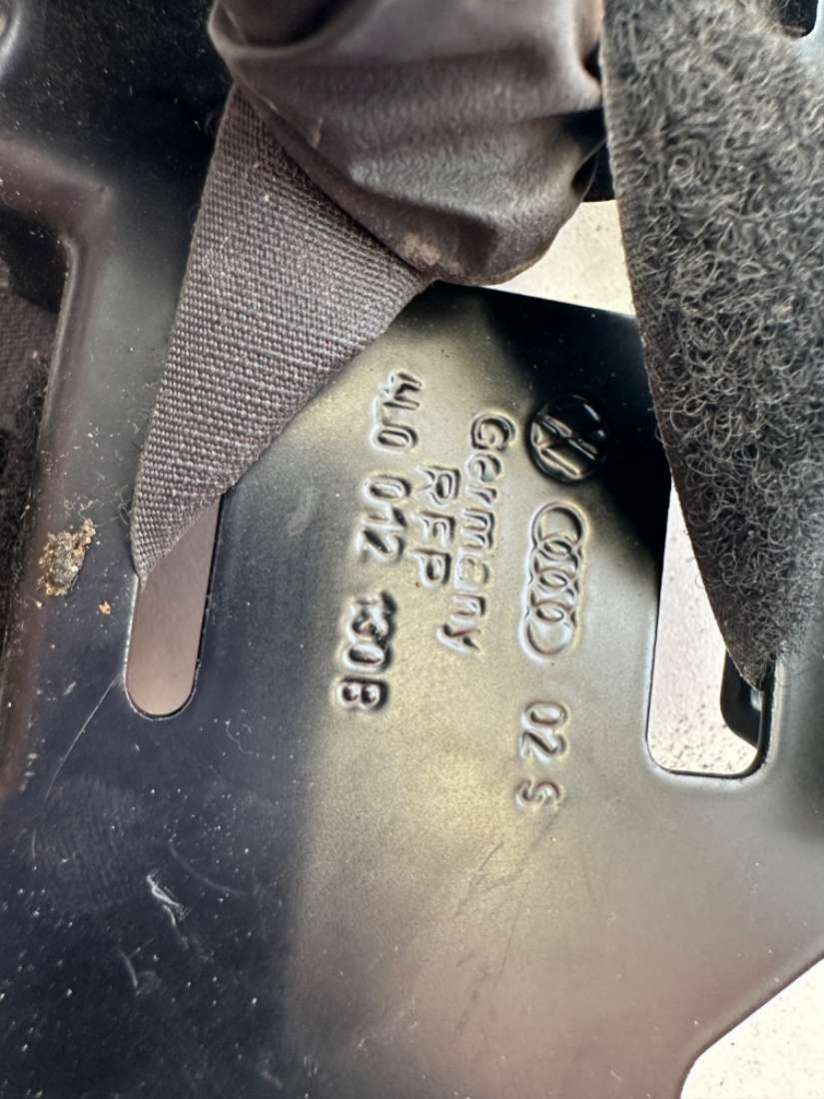 02 S
Germany
RFP
4L0 012 130B